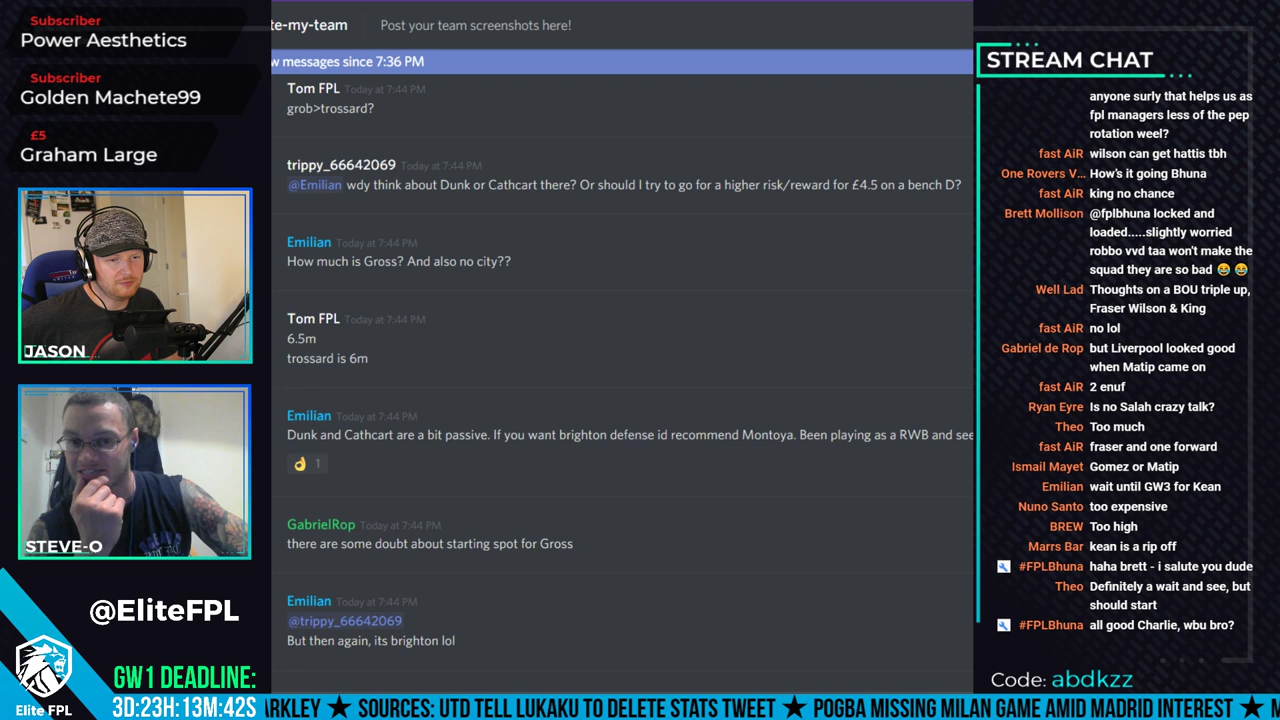 Subscriber
Power Aesthetics
Subscriber
Golden Machete99
£5
Graham Large
JASON
STEVE-O
@EliteFPL
Elite FPL
GW1 DEADLINE:
3D:23H:13M:42S
te-my-team
Post your team screenshots here!
w messages since 7:36 PM
Tom FPL Today at 7:44 PM
grob>trossard?
trippy_66642069 Today at 7:44 PM
@Emilian wdy think about Dunk or Cathcart there? Or should I try to go for a higher risk/reward for £4.5 on a bench D?
Emilian Today at 7:44 PM
How much is Gross? And also no city??
Tom FPL Today at 7:44 PM
6.5m
trossard is 6m
Emilian Today at 7:44 PM
Dunk and Cathcart are a bit passive. If you want brighton defense id recommend Montoya. Been playing as a RWB and see
👌 1
GabrielRop Today at 7:44 PM
there are some doubt about starting spot for Gross
Emilian Today at 7:44 PM
@trippy_66642069
But then again, its brighton lol
STREAM CHAT
anyone surly that helps us as
fpl managers less of the pep
rotation weel?
fast AiR wilson can get hattis tbh
One Rovers V... How's it going Bhuna
fast AiR king no chance
Brett Mollison @fplbhuna locked and
loaded.....slightly worried
robbo vvd taa won't make the
squad they are so bad 😂 😂
Well Lad Thoughts on a BOU triple up,
Fraser Wilson & King
fast AiR no lol
Gabriel de Rop but Liverpool looked good
when Matip came on
fast AiR 2 enuf
Ryan Eyre Is no Salah crazy talk?
Theo Too much
fast AiR fraser and one forward
Ismail Mayet Gomez or Matip
Emilian wait until GW3 for Kean
Nuno Santo too expensive
BREW Too high
Marrs Bar kean is a rip off
#FPLBhuna haha brett - i salute you dude
Theo Definitely a wait and see, but
should start
#FPLBhuna all good Charlie, wbu bro?
Code: abdkzz
ARKLEY ★ SOURCES: UTD TELL LUKAKU TO DELETE STATS TWEET ★ POGBA MISSING MILAN GAME AMID MADRID INTEREST ★